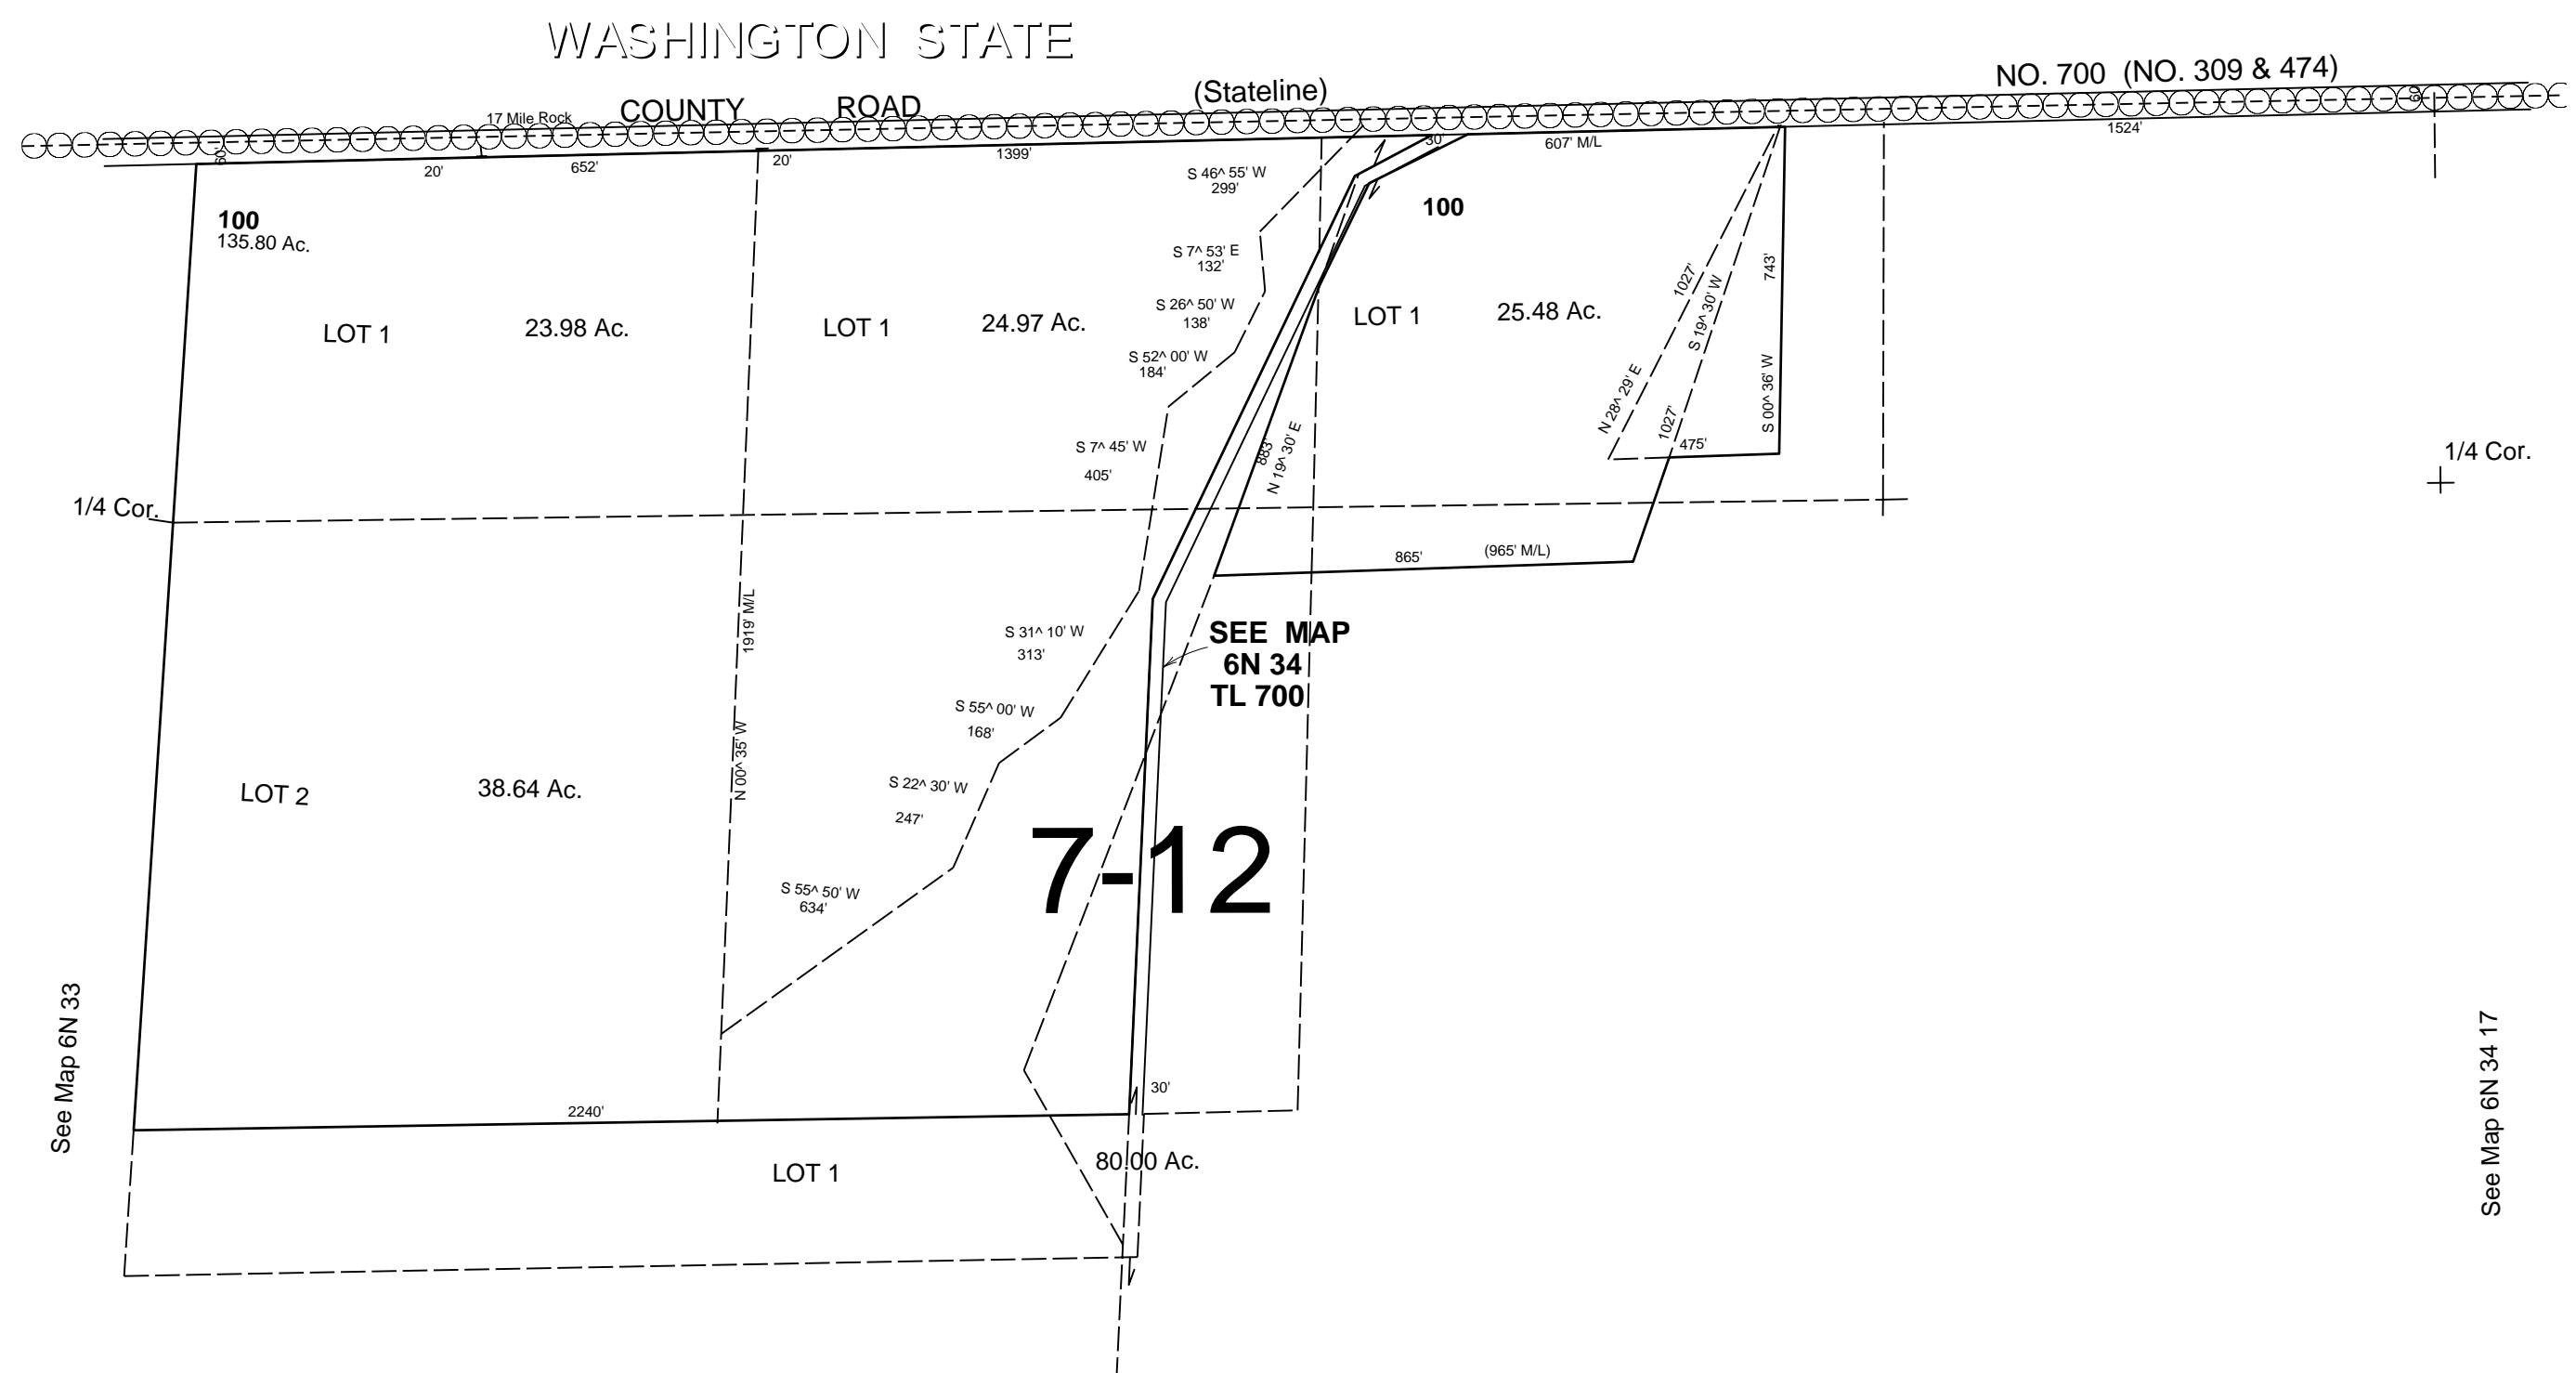 WASHINGTON STATE
NO. 700 (NO. 309 & 474)
(Stateline)
COUNTY ROAD
17 Mile Rock
60'
60'
20'
652'
20'
1399'
30'
607' M/L
1524'
100
135.80 Ac.
S 46^ 55' W
299'
100
S 7^ 53' E
132'
S 26^ 50' W
138'
S 52^ 00' W
184'
LOT 1
23.98 Ac.
LOT 1
24.97 Ac.
LOT 1
25.48 Ac.
1027'
S 19^ 30' W
743'
N 28^ 29' E
1027'
S 00^ 36' W
475'
S 7^ 45' W
405'
883'
N 19^ 30' E
1/4 Cor.
1/4 Cor.
865'
(965' M/L)
1919' M/L
N 00^ 35' W
S 31^ 10' W
313'
SEE MAP
6N 34
TL 700
S 55^ 00' W
168'
S 22^ 30' W
247'
LOT 2
38.64 Ac.
7-12
S 55^ 50' W
634'
See Map 6N 33
See Map 6N 34 17
30'
2240'
LOT 1
80.00 Ac.